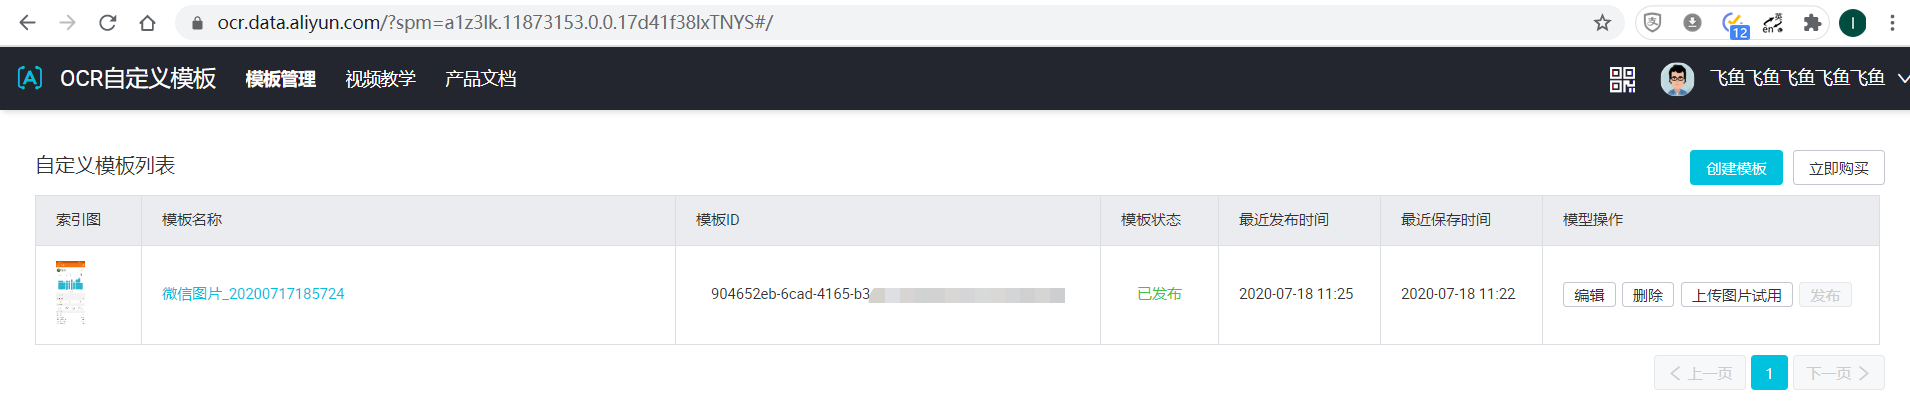 ocr.data.aliyun.com/?spm=a1z3lk.11873153.0.0.17d41f38lxTNYS#/
12
英
en
I
[A] OCR自定义模板 模板管理 视频教学 产品文档 飞鱼飞鱼飞鱼飞鱼飞鱼
自定义模板列表 创建模板 立即购买
索引图 模板名称 模板ID 模板状态 最近发布时间 最近保存时间 模型操作
微信图片_20200717185724 904652eb-6cad-4165-b3 已发布 2020-07-18 11:25 2020-07-18 11:22 编辑 删除 上传图片试用 发布
上一页 1 下一页